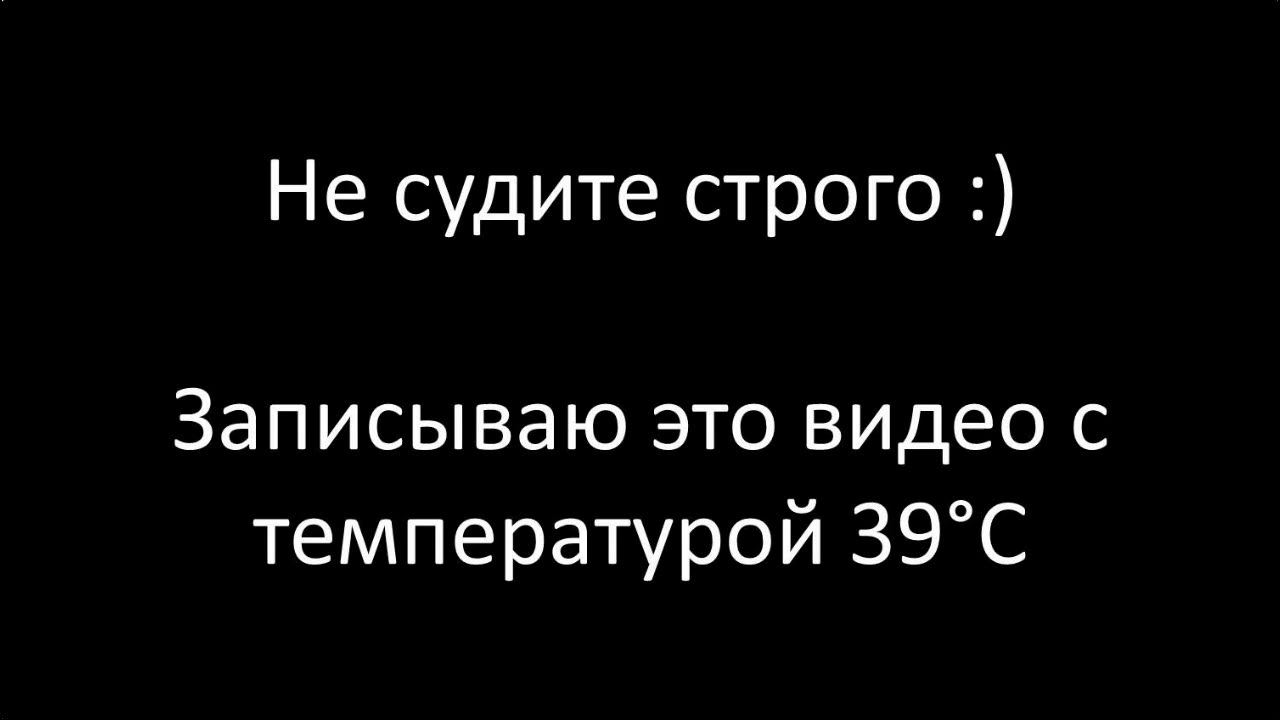 Не судите строго :)
Записываю это видео с
температурой 39°C